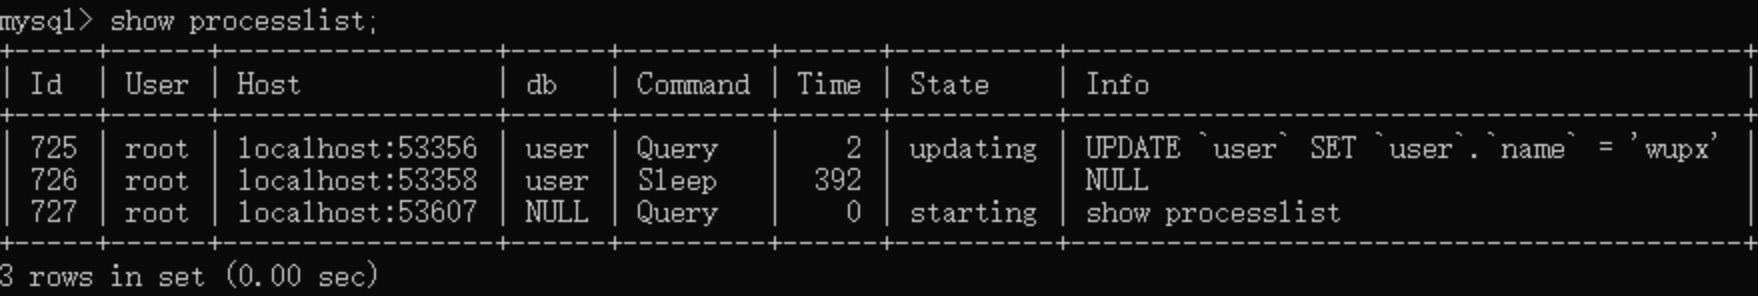 mysql> show processlist;
+-----+------+-----------------+------+---------+------+----------+------------------------------------------+
| Id  | User | Host            | db   | Command | Time | State    | Info                                     |
+-----+------+-----------------+------+---------+------+----------+------------------------------------------+
| 725 | root | localhost:53356 | user | Query   |    2 | updating | UPDATE `user` SET `user`.`name` = 'wupx' |
| 726 | root | localhost:53358 | user | Sleep   |  392 |          | NULL                                     |
| 727 | root | localhost:53607 | NULL | Query   |    0 | starting | show processlist                         |
+-----+------+-----------------+------+---------+------+----------+------------------------------------------+
3 rows in set (0.00 sec)